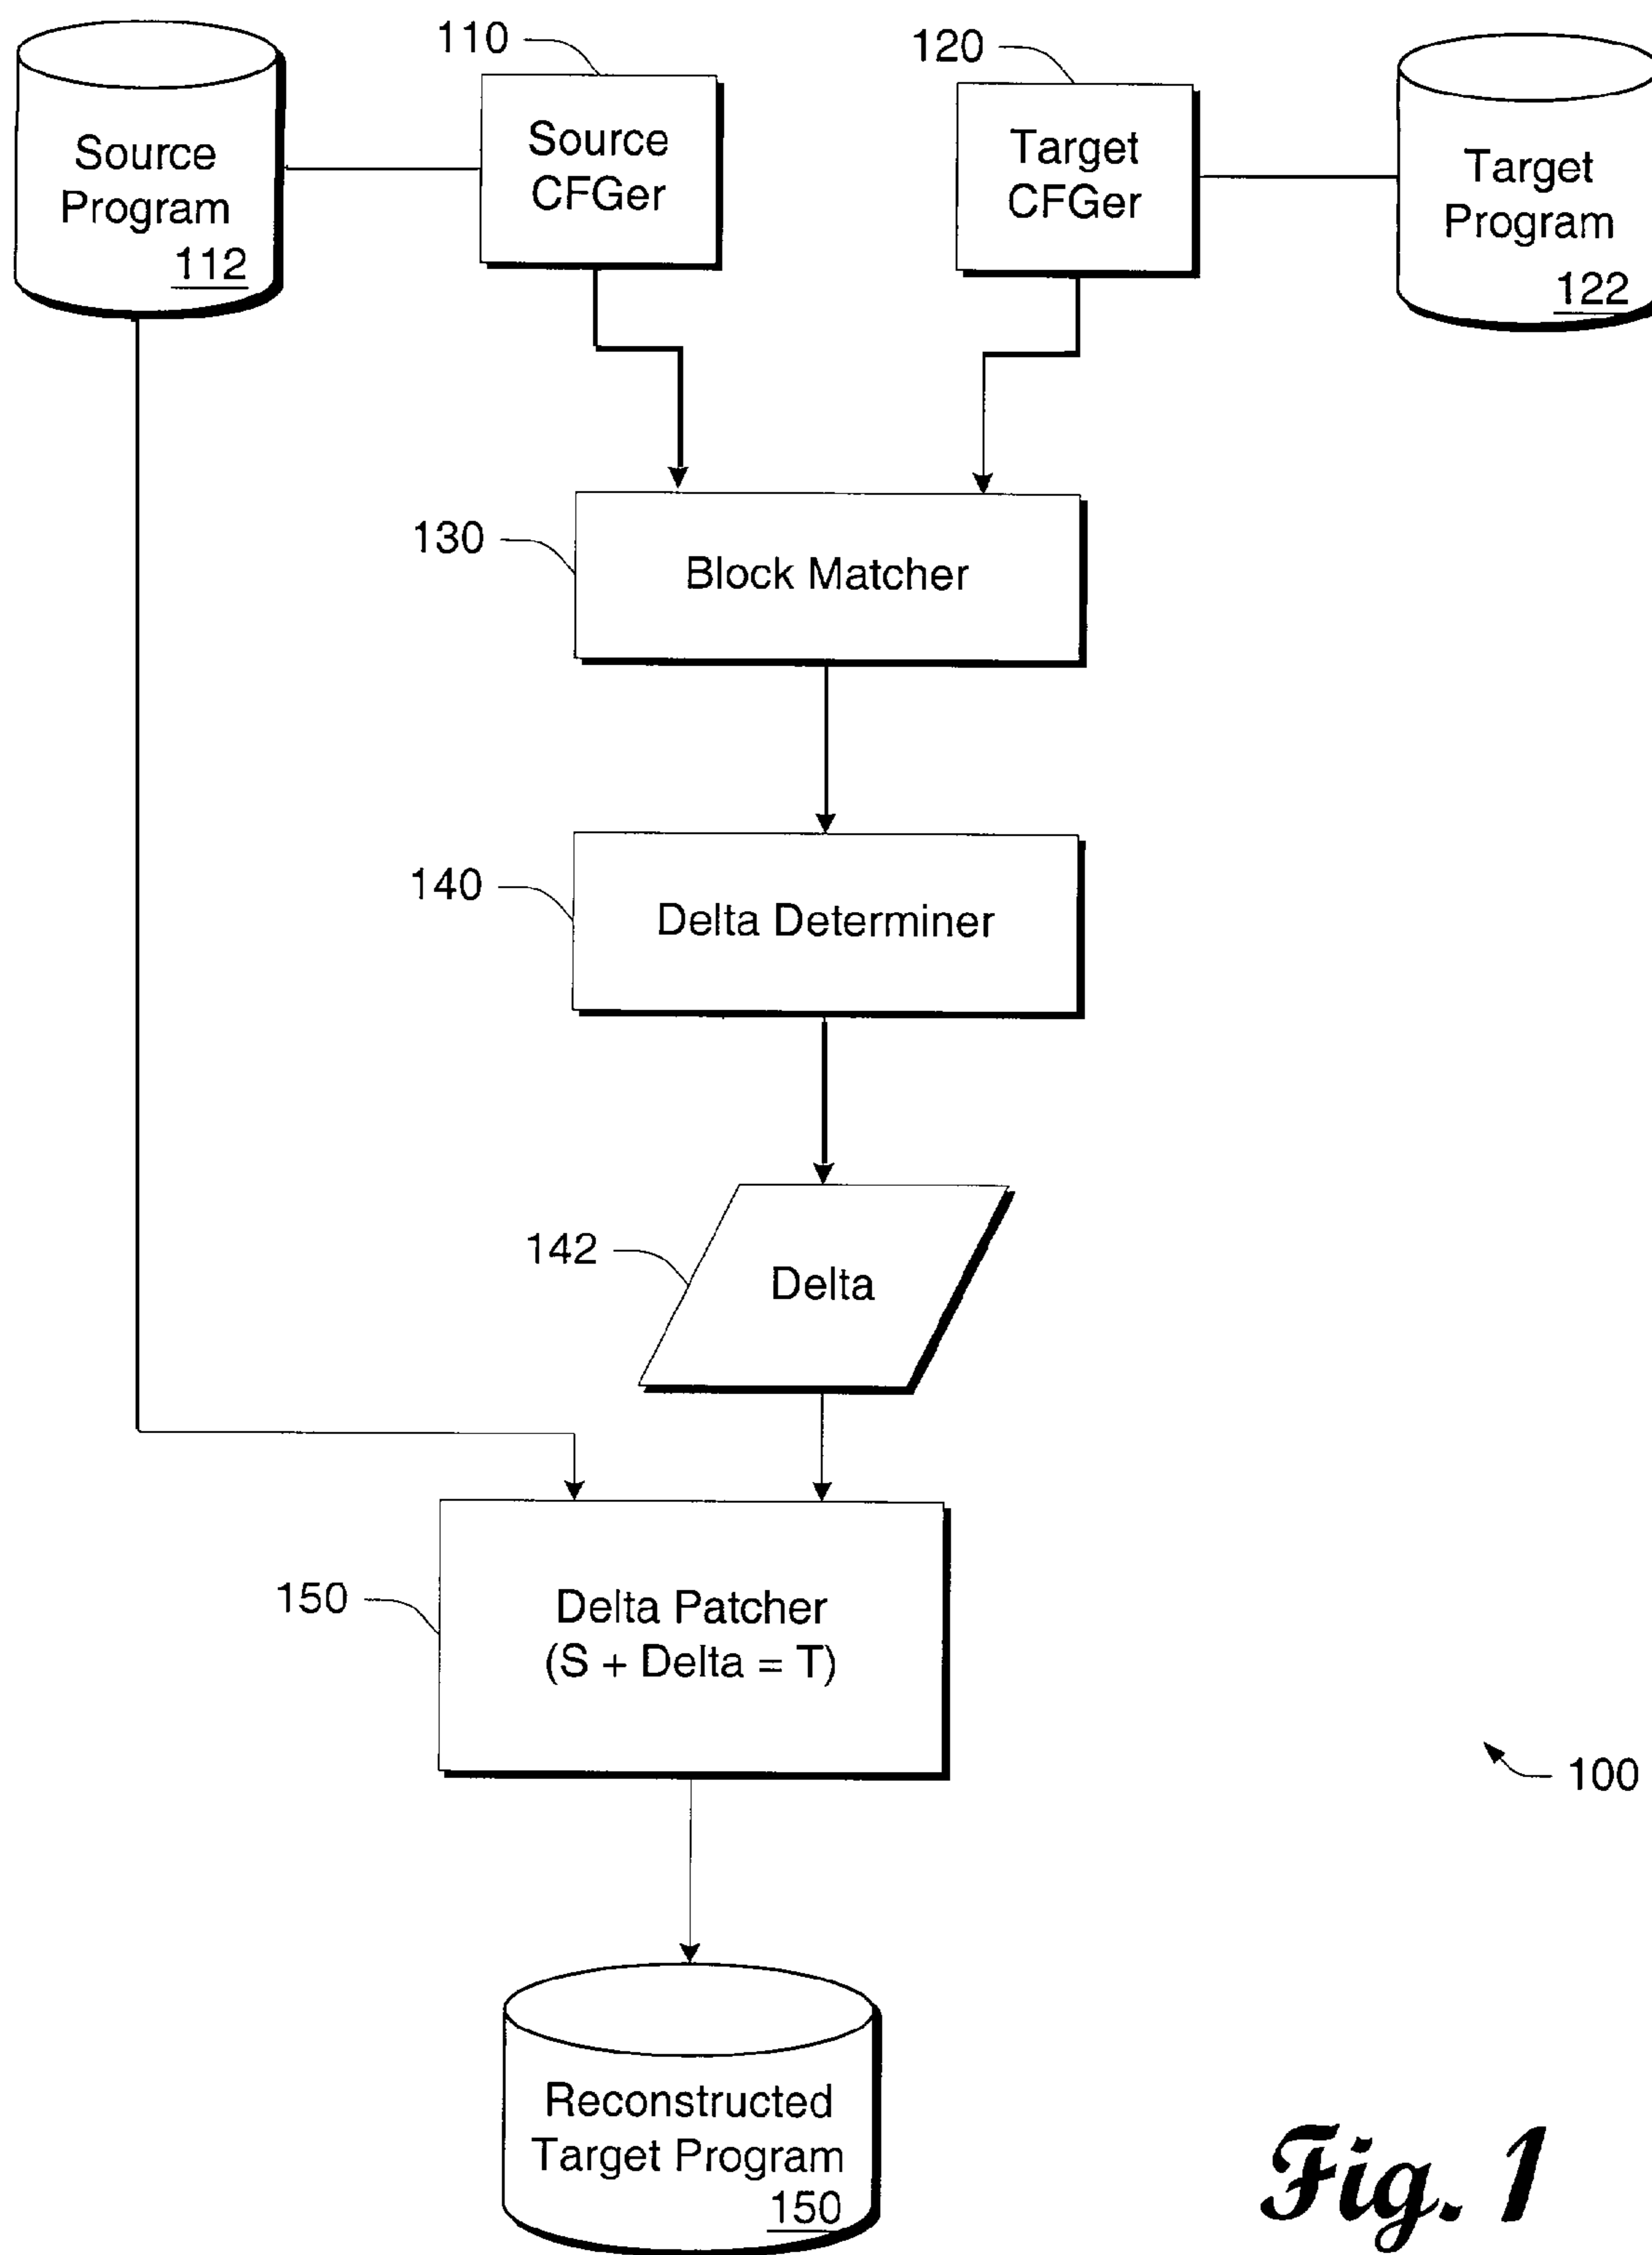 110
120
Source
Program
112
Source
CFGer
Target
CFGer
Target
Program
122
130
Block Matcher
140
Delta Determiner
142
Delta
150
Delta Patcher
(S + Delta = T)
100
Reconstructed
Target Program
150
Fig. 1